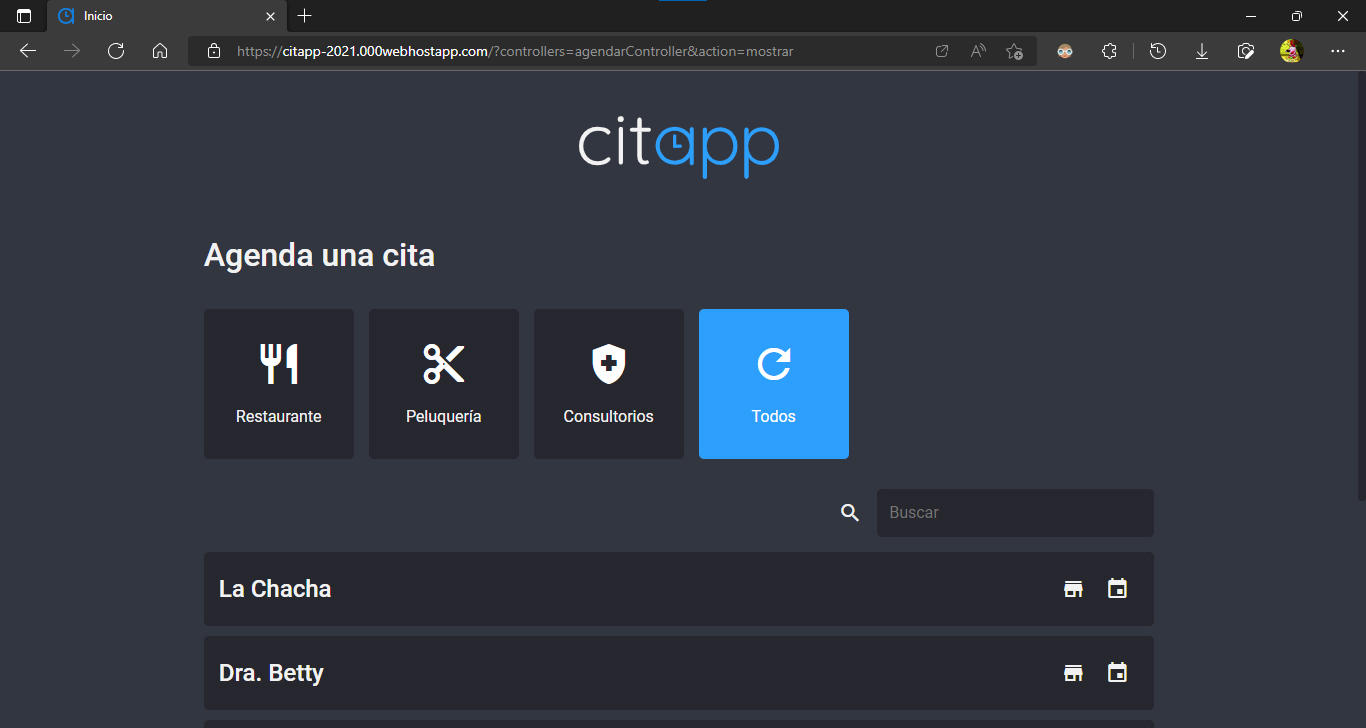 Inicio
https://citapp-2021.000webhostapp.com/?controllers=agendarController&action=mostrar
citapp
Agenda una cita
Restaurante
Peluquería
Consultorios
Todos
Buscar
La Chacha
Dra. Betty